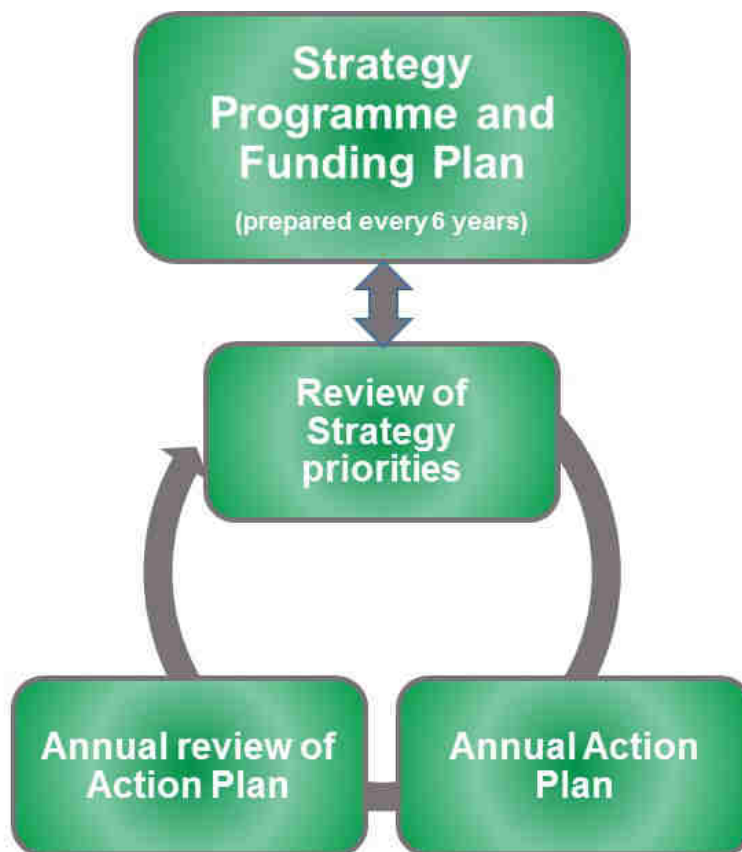 Strategy
Programme and
Funding Plan
(prepared every 6 years)
Review of
Strategy
priorities
Annual review of
Action Plan
Annual Action
Plan